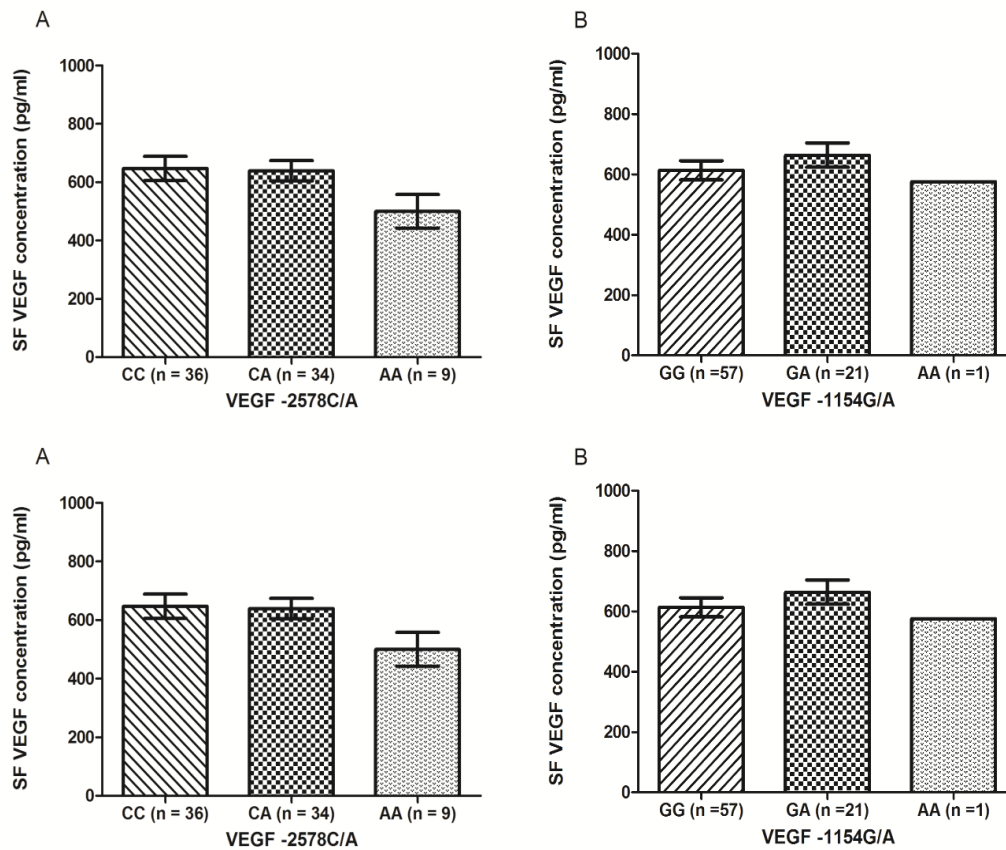 A
SF VEGF concentration (pg/ml)
1000
800
600
400
200
0
CC (n = 36) CA (n = 34) AA (n = 9)
VEGF -2578C/A
B
SF VEGF concentration (pg/ml)
1000
800
600
400
200
0
GG (n =57) GA (n =21) AA (n =1)
VEGF -1154G/A
A
SF VEGF concentration (pg/ml)
1000
800
600
400
200
0
CC (n = 36) CA (n = 34) AA (n = 9)
VEGF -2578C/A
B
SF VEGF concentration (pg/ml)
1000
800
600
400
200
0
GG (n =57) GA (n =21) AA (n =1)
VEGF -1154G/A